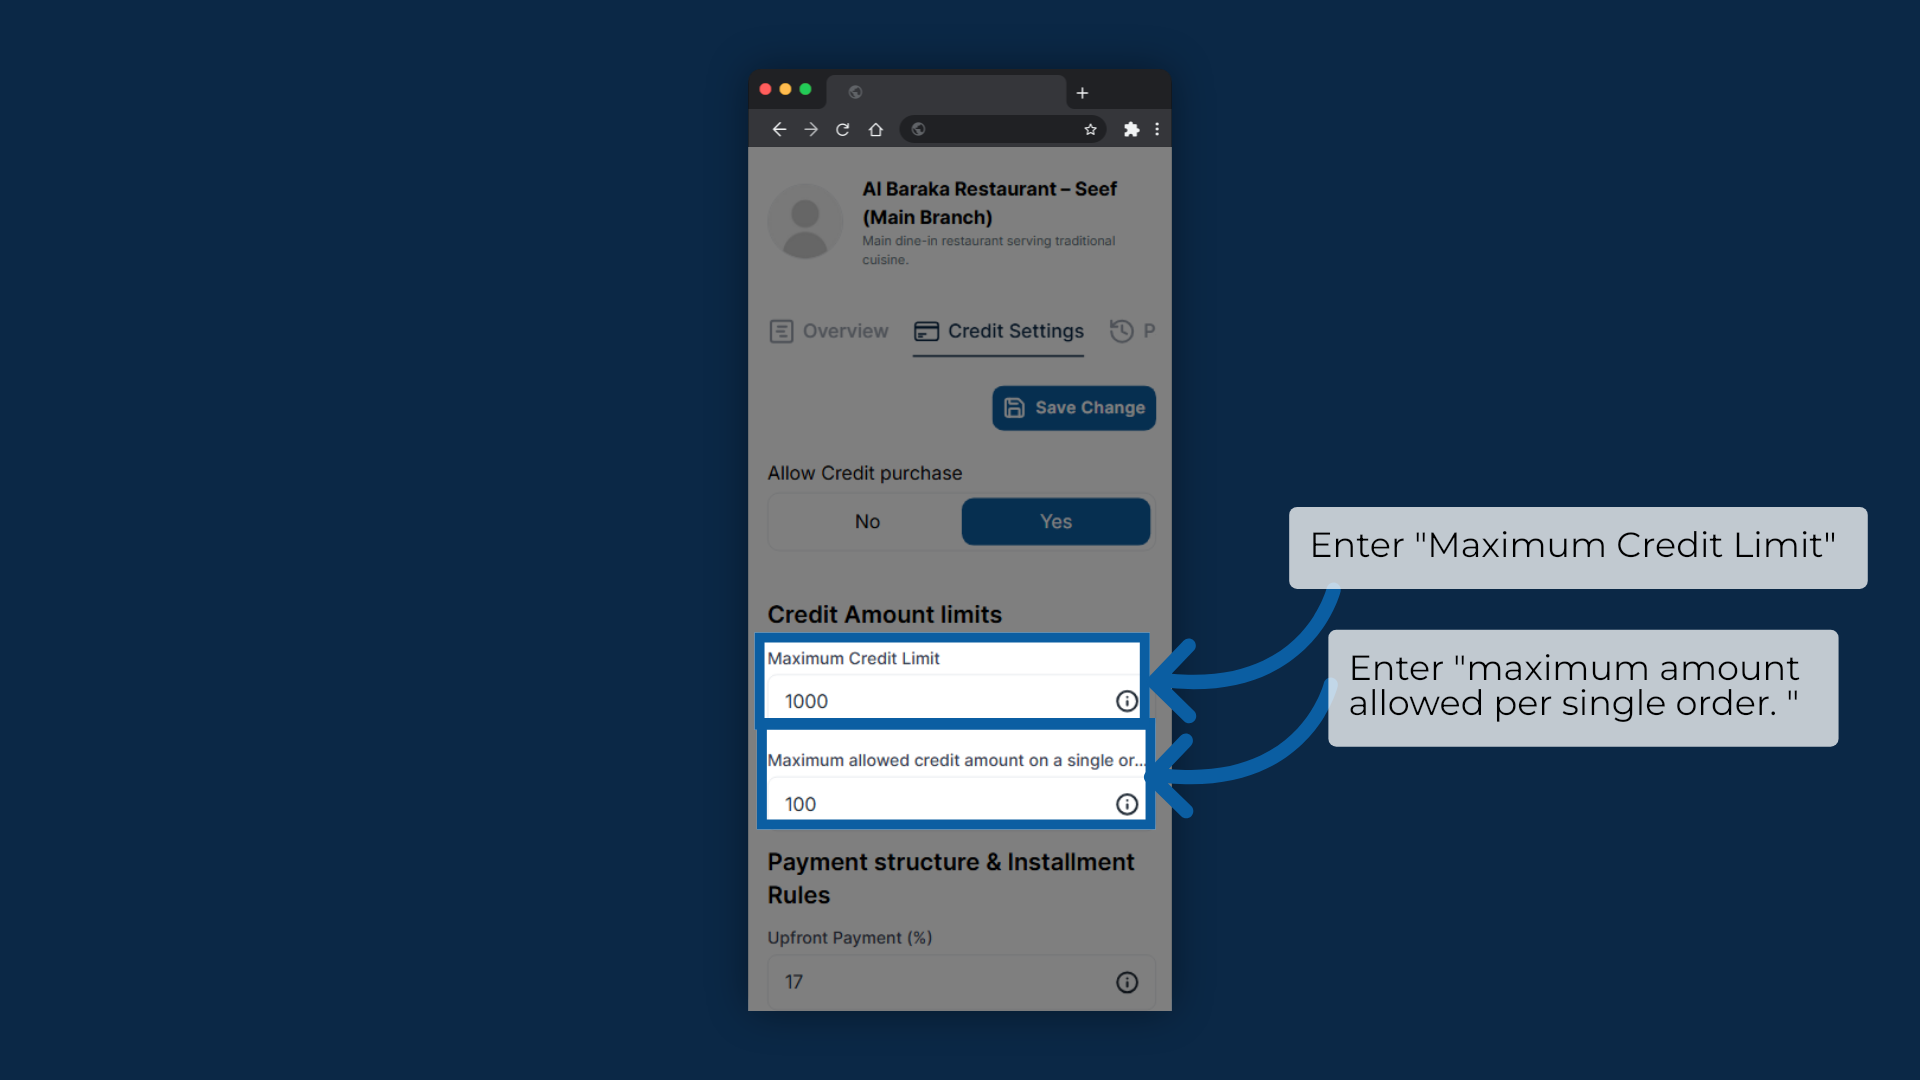 Al Baraka Restaurant – Seef
(Main Branch)
Main dine-in restaurant serving traditional
cuisine.
Overview
Credit Settings
P
Save Change
Allow Credit purchase
No
Yes
Credit Amount limits
Maximum Credit Limit
1000
Maximum allowed credit amount on a single or...
100
Payment structure & Installment
Rules
Upfront Payment (%)
17
Enter "Maximum Credit Limit"
Enter "maximum amount
allowed per single order. "